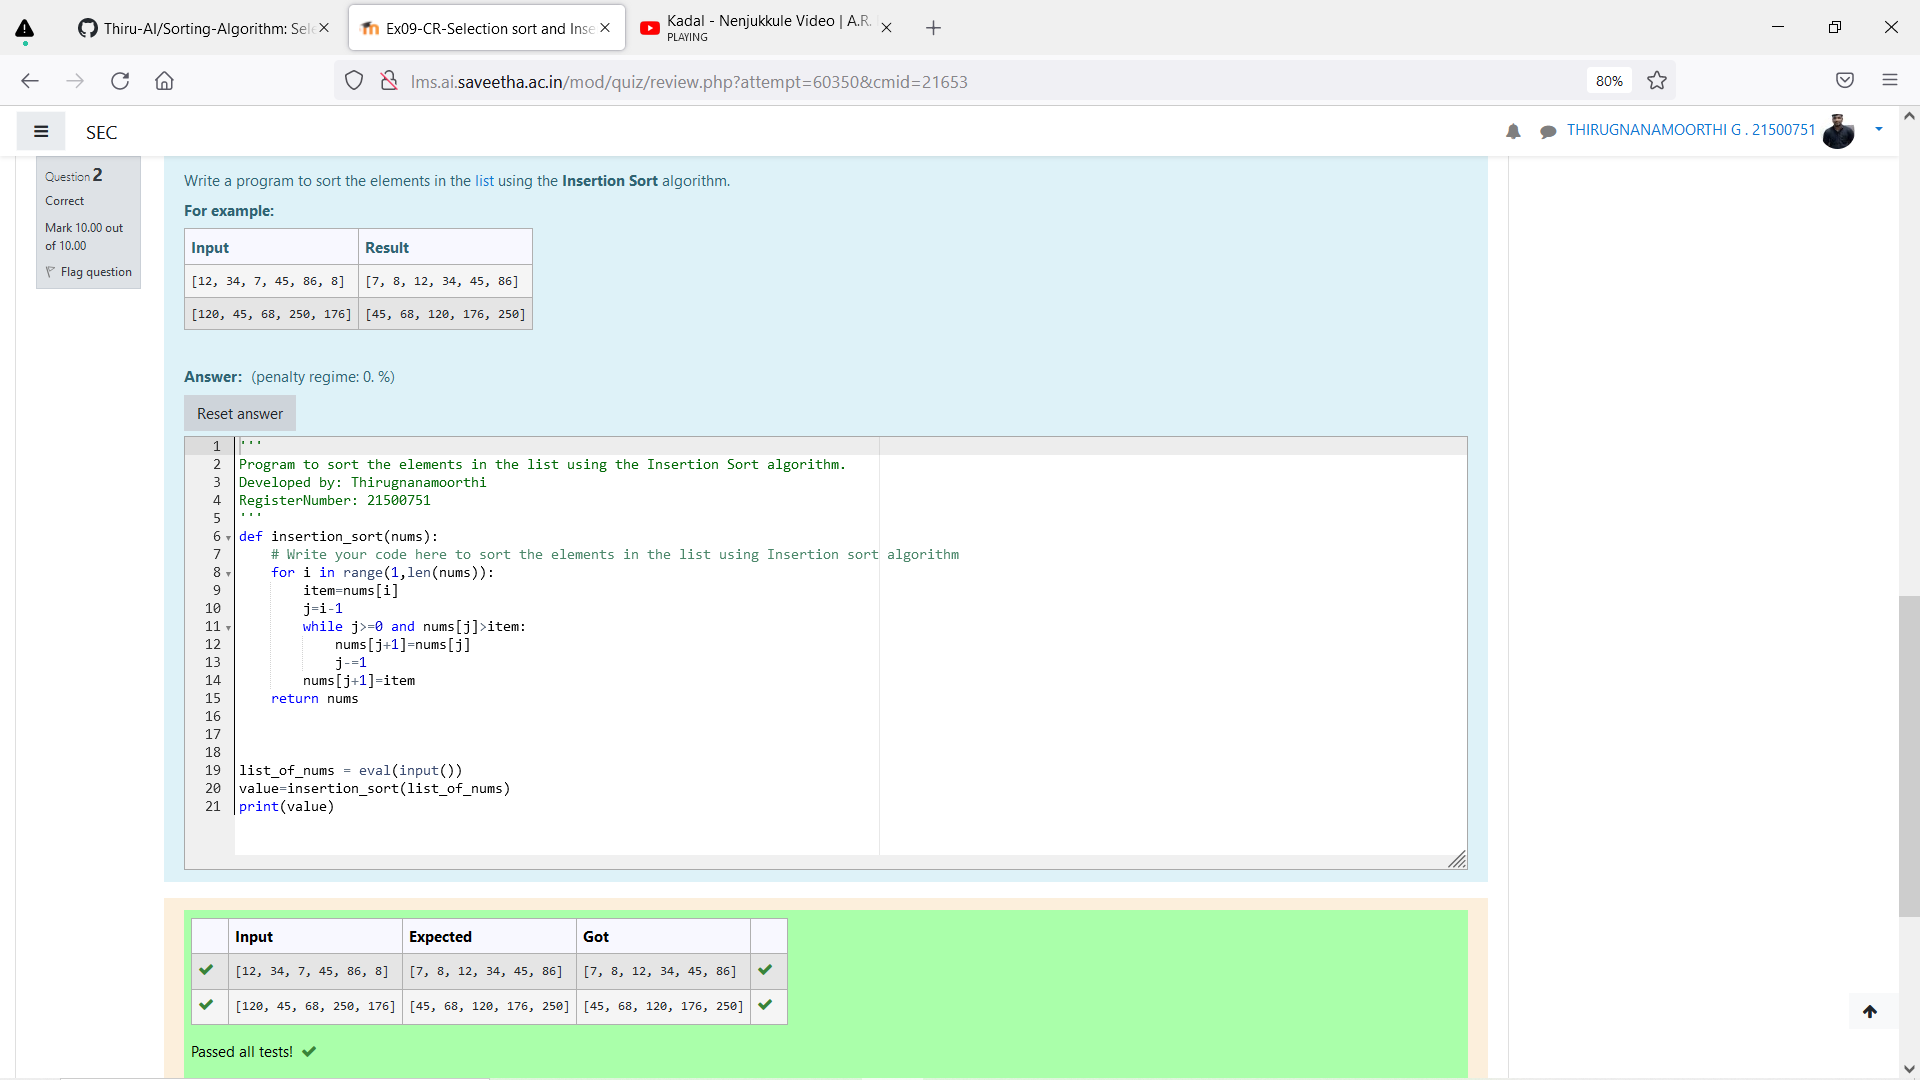 Thiru-AI/Sorting-Algorithm: Sele
Ex09-CR-Selection sort and Inse
Kadal - Nenjukkule Video | A.R.
PLAYING
lms.ai.saveetha.ac.in/mod/quiz/review.php?attempt=60350&cmid=21653
80%
SEC
THIRUGNANAMOORTHI G . 21500751
Question 2
Correct
Mark 10.00 out
of 10.00
Flag question
Write a program to sort the elements in the list using the Insertion Sort algorithm.
For example:
Input Result
[12, 34, 7, 45, 86, 8] [7, 8, 12, 34, 45, 86]
[120, 45, 68, 250, 176] [45, 68, 120, 176, 250]
Answer: (penalty regime: 0. %)
Reset answer
1 '''
2 Program to sort the elements in the list using the Insertion Sort algorithm.
3 Developed by: Thirugnanamoorthi
4 RegisterNumber: 21500751
5 '''
6 def insertion_sort(nums):
7 # Write your code here to sort the elements in the list using Insertion sort algorithm
8 for i in range(1,len(nums)):
9 item=nums[i]
10 j=i-1
11 while j>=0 and nums[j]>item:
12 nums[j+1]=nums[j]
13 j-=1
14 nums[j+1]=item
15 return nums
16
17
18
19 list_of_nums = eval(input())
20 value=insertion_sort(list_of_nums)
21 print(value)
Input Expected Got
[12, 34, 7, 45, 86, 8] [7, 8, 12, 34, 45, 86] [7, 8, 12, 34, 45, 86]
[120, 45, 68, 250, 176] [45, 68, 120, 176, 250] [45, 68, 120, 176, 250]
Passed all tests!